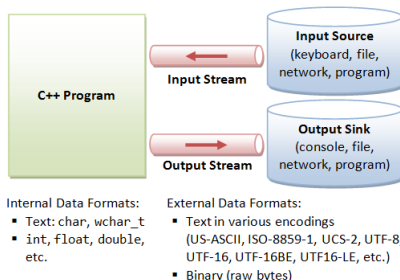 C++ Program
Input Source
(keyboard, file,
network, program)
Input Stream
Output Sink
(console, file,
network, program)
Output Stream
Internal Data Formats:
▪ Text: char, wchar_t
▪ int, float, double,
etc.
External Data Formats:
▪ Text in various encodings
(US-ASCII, ISO-8859-1, UCS-2, UTF-8,
UTF-16, UTF-16BE, UTF16-LE, etc.)
▪ Binary (raw bytes)